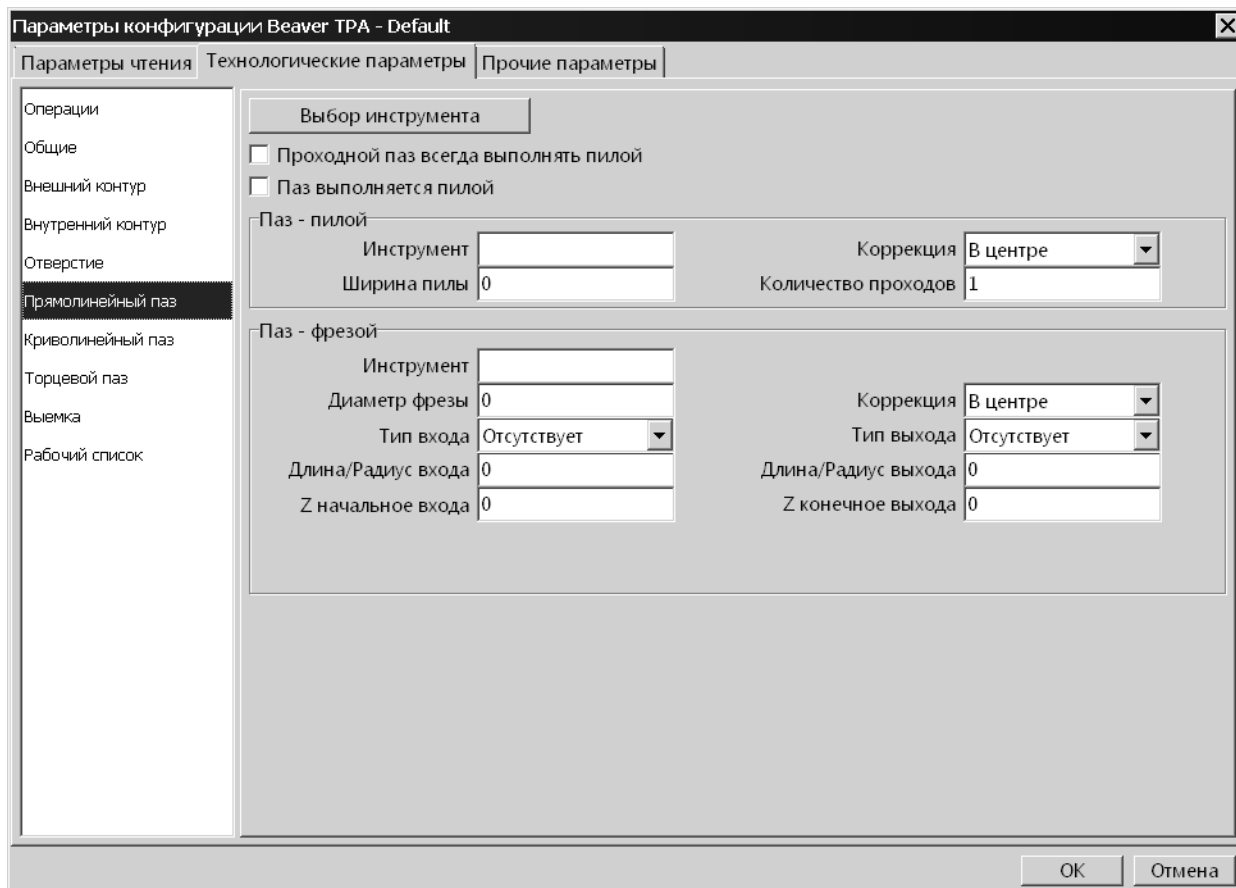 Параметры конфигурации Beaver TPA - Default
Параметры чтения Технологические параметры Прочие параметры
Операции
Общие
Внешний контур
Внутренний контур
Отверстие
Прямолинейный паз
Криволинейный паз
Торцевой паз
Выемка
Рабочий список
Выбор инструмента
Проходной паз всегда выполнять пилой
Паз выполняется пилой
Паз - пилой
Инструмент Коррекция В центре
Ширина пилы 0 Количество проходов 1
Паз - фрезой
Инструмент
Диаметр фрезы 0 Коррекция В центре
Тип входа Отсутствует Тип выхода Отсутствует
Длина/Радиус входа 0 Длина/Радиус выхода 0
Z начальное входа 0 Z конечное выхода 0
OK Отмена